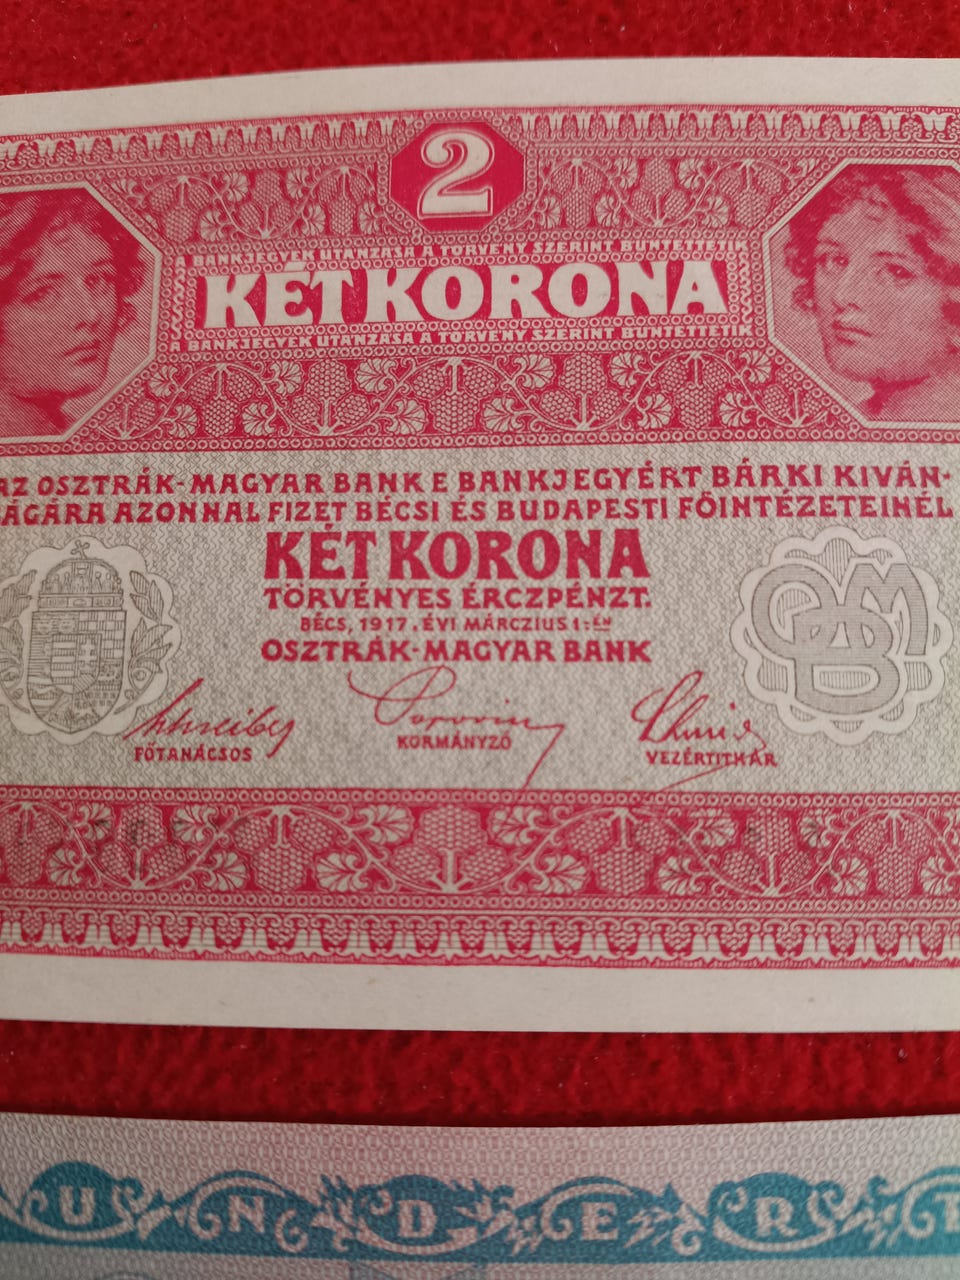 2
A BANKJEGYEK UTÁNZÁSA A TÖRVÉNY SZERINT BÜNTETTETIK
KÉT KORONA
A BANKJEGYEK UTÁNZÁSA A TÖRVÉNY SZERINT BÜNTETTETIK
AZ OSZTRÁK-MAGYAR BANK E BANKJEGYÉRT BÁRKI KIVÁN-
SÁGÁRA AZONNAL FIZET BÉCSI ÉS BUDAPESTI FŐINTÉZETEINÉL
KÉT KORONA
TÖRVÉNYES ÉRCZPÉNZT.
BÉCS, 1917. ÉVI MÁRCZIUS 1-ÉN
OSZTRÁK-MAGYAR BANK
FŐTANÁCSOS
KORMÁNYZÓ
VEZÉRTITKÁR
UNDERT